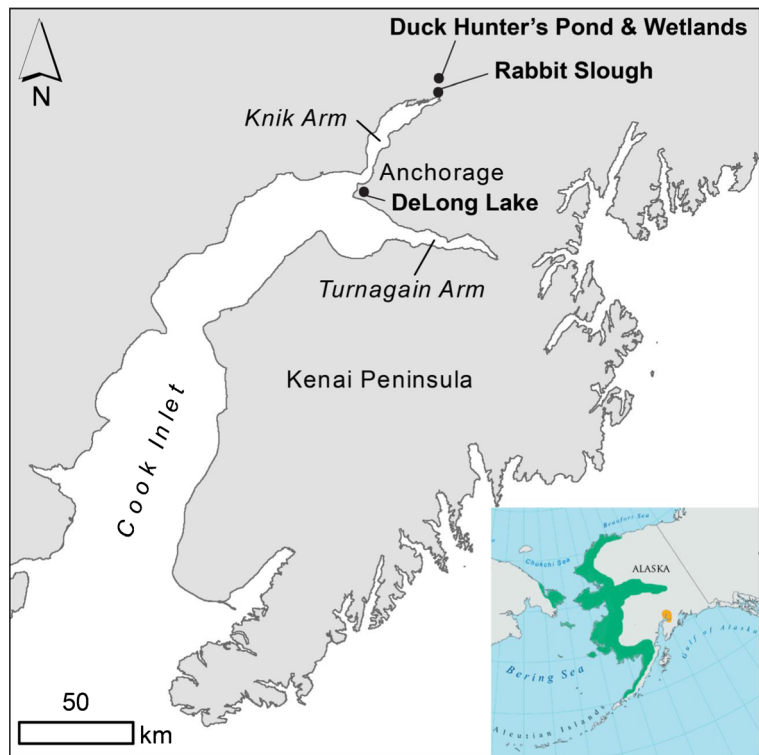 Duck Hunter's Pond & Wetlands
Rabbit Slough
N
Knik Arm
Anchorage
DeLong Lake
Turnagain Arm
Kenai Peninsula
Cook Inlet
50
km
Beaufort Sea
Chukchi Sea
ALASKA
Gulf of Alaska
Bering Sea
Aleutian Islands